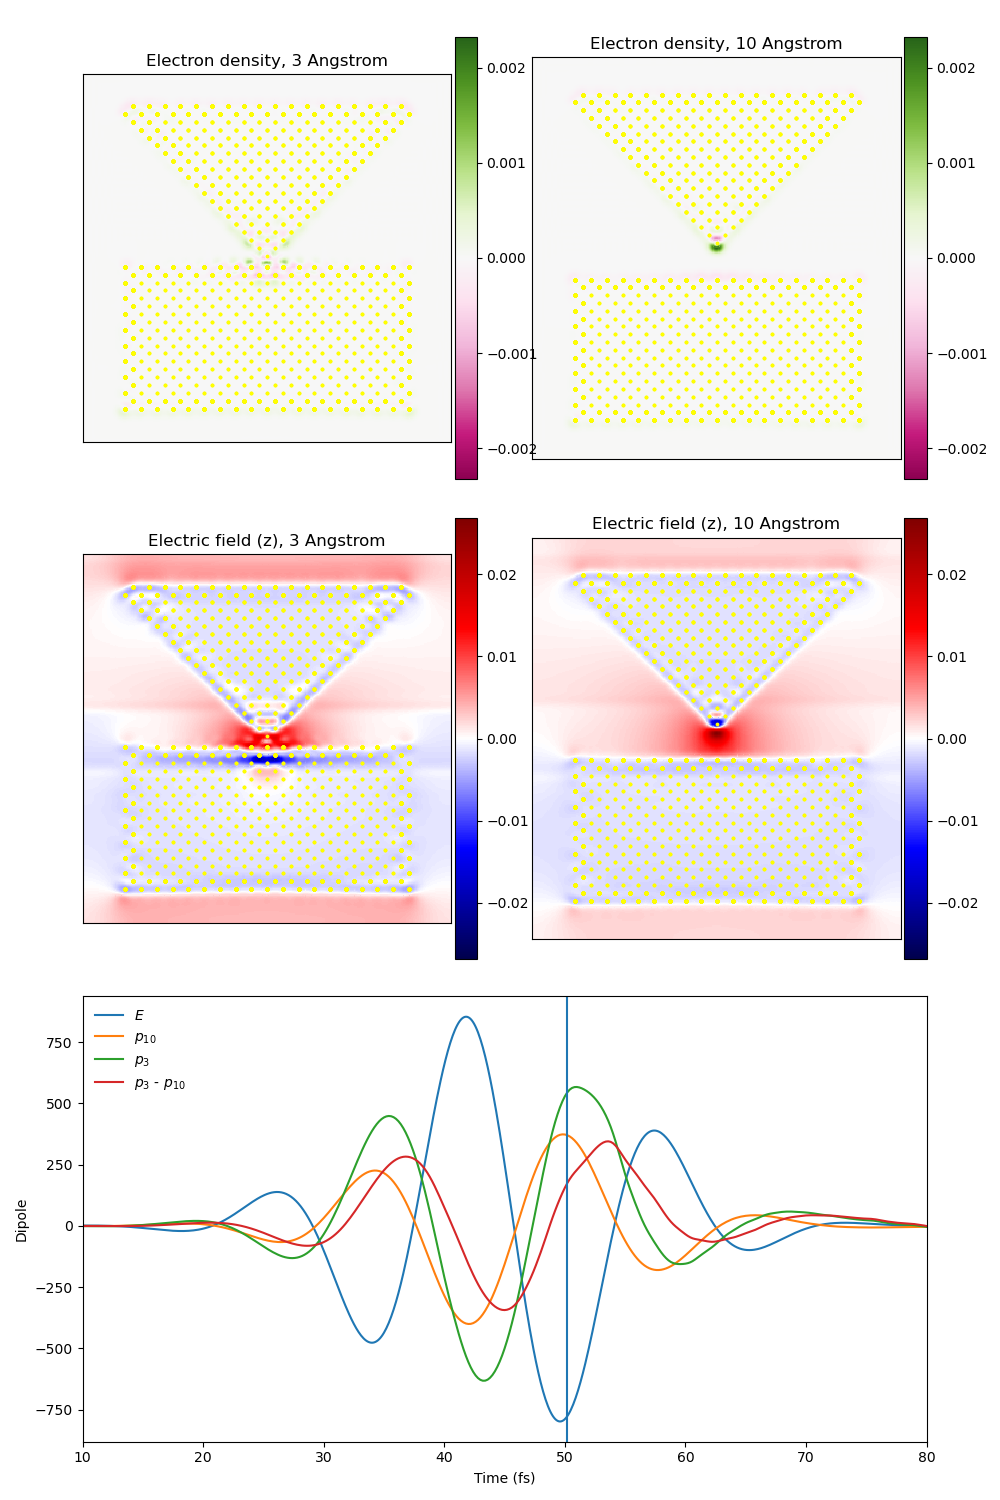 Electron density, 3 Angstrom
0.002
0.001
0.000
−0.001
−0.002
Electron density, 10 Angstrom
0.002
0.001
0.000
−0.001
−0.002
Electric field (z), 3 Angstrom
0.02
0.01
0.00
−0.01
−0.02
Electric field (z), 10 Angstrom
0.02
0.01
0.00
−0.01
−0.02
E
p₁₀
p₃
p₃ - p₁₀
750
500
250
0
−250
−500
−750
Dipole
10 20 30 40 50 60 70 80
Time (fs)